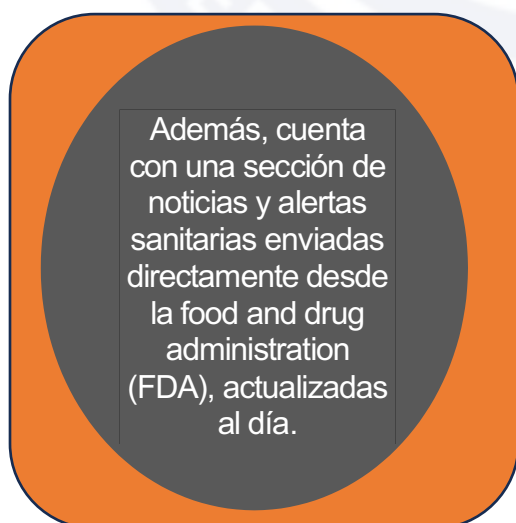 Además, cuenta
con una sección de
noticias y alertas
sanitarias enviadas
directamente desde
la food and drug
administration
(FDA), actualizadas
al día.